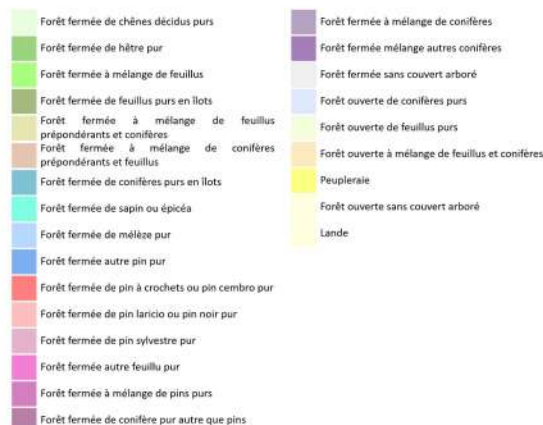 Forêt fermée de chênes décidus purs
Forêt fermée de hêtre pur
Forêt fermée à mélange de feuillus
Forêt fermée de feuillus purs en îlots
Forêt fermée à mélange de feuillus
prépondérants et conifères
Forêt fermée à mélange de conifères
prépondérants et feuillus
Forêt fermée de conifères purs en îlots
Forêt fermée de sapin ou épicéa
Forêt fermée de mélèze pur
Forêt fermée autre pin pur
Forêt fermée de pin à crochets ou pin cembro pur
Forêt fermée de pin laricio ou pin noir pur
Forêt fermée de pin sylvestre pur
Forêt fermée autre feuillu pur
Forêt fermée à mélange de pins purs
Forêt fermée de conifère pur autre que pins
Forêt fermée à mélange de conifères
Forêt fermée mélange autres conifères
Forêt fermée sans couvert arboré
Forêt ouverte de conifères purs
Forêt ouverte de feuillus purs
Forêt ouverte à mélange de feuillus et conifères
Peupleraie
Forêt ouverte sans couvert arboré
Lande